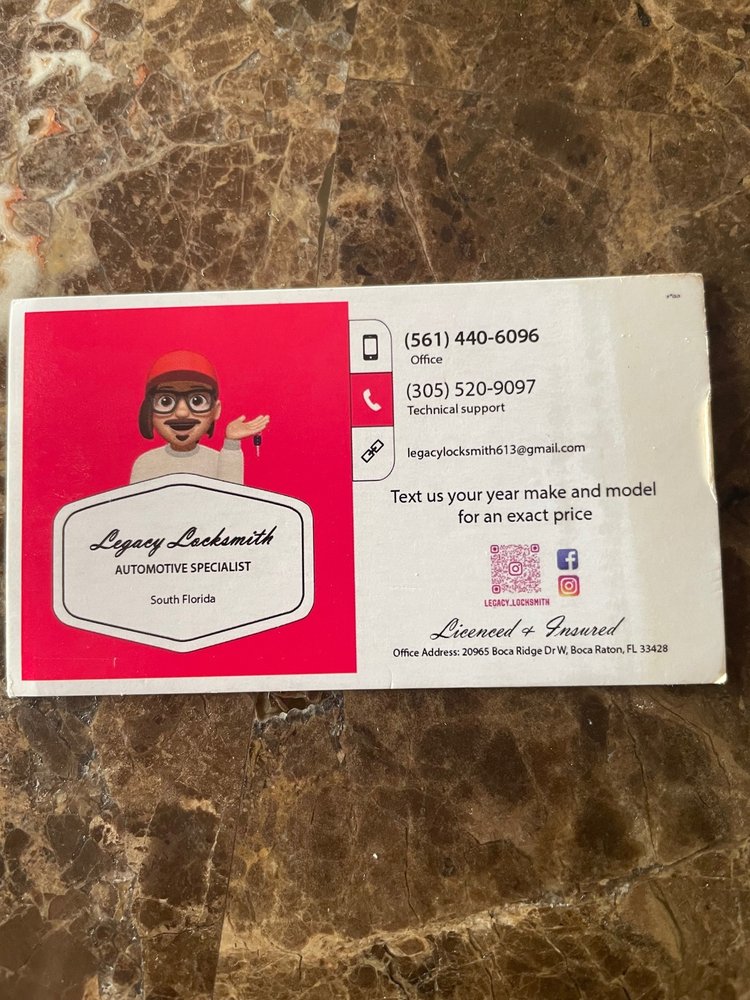 Legacy Locksmith
AUTOMOTIVE SPECIALIST
South Florida
(561) 440-6096
Office
(305) 520-9097
Technical support
legacylocksmith613@gmail.com
Text us your year make and model
for an exact price
LEGACY_LOCKSMITH
Licenced & Insured
Office Address: 20965 Boca Ridge Dr W, Boca Raton, FL 33428